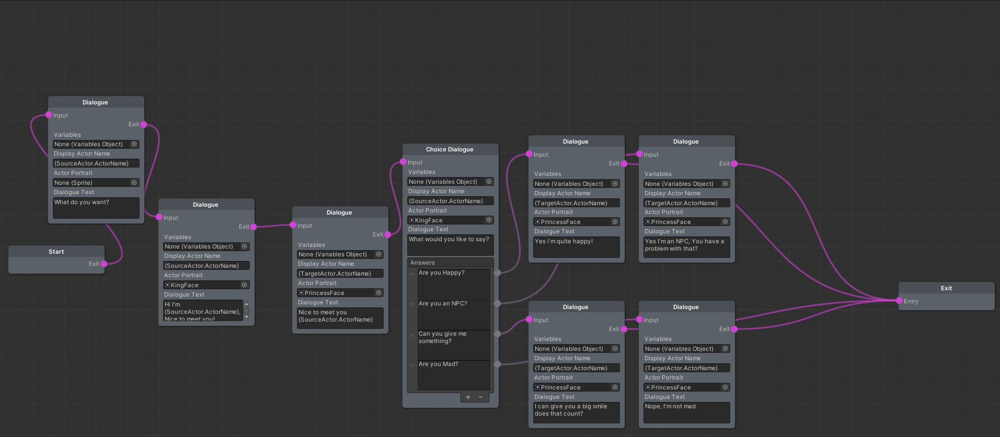 Dialogue
Input
Exit
Variables
None (Variables Object)
Display Actor Name
{SourceActor.ActorName}
Actor Portrait
None (Sprite)
Dialogue Text
What do you want?
Start
Exit
Dialogue
Input
Exit
Variables
None (Variables Object)
Display Actor Name
{SourceActor.ActorName}
Actor Portrait
KingFace
Dialogue Text
Hi I'm
{SourceActor.ActorName},
Nice to meet you!
Dialogue
Input
Exit
Variables
None (Variables Object)
Display Actor Name
{TargetActor.ActorName}
Actor Portrait
PrincessFace
Dialogue Text
Nice to meet you
{SourceActor.ActorName}
Choice Dialogue
Input
Variables
None (Variables Object)
Display Actor Name
{SourceActor.ActorName}
Actor Portrait
KingFace
Dialogue Text
What would you like to say?
Answers
Are you Happy?
Are you an NPC?
Can you give me
something?
Are you Mad?
Dialogue
Input
Exit
Variables
None (Variables Object)
Display Actor Name
{TargetActor.ActorName}
Actor Portrait
PrincessFace
Dialogue Text
Yes i'm quite happy!
Dialogue
Input
Exit
Variables
None (Variables Object)
Display Actor Name
{TargetActor.ActorName}
Actor Portrait
PrincessFace
Dialogue Text
Yes I'm an NPC, You have a
problem with that?
Dialogue
Input
Exit
Variables
None (Variables Object)
Display Actor Name
{TargetActor.ActorName}
Actor Portrait
PrincessFace
Dialogue Text
I can give you a big smile
does that count?
Dialogue
Input
Exit
Variables
None (Variables Object)
Display Actor Name
{TargetActor.ActorName}
Actor Portrait
PrincessFace
Dialogue Text
Nope, I'm not mad
Exit
Entry